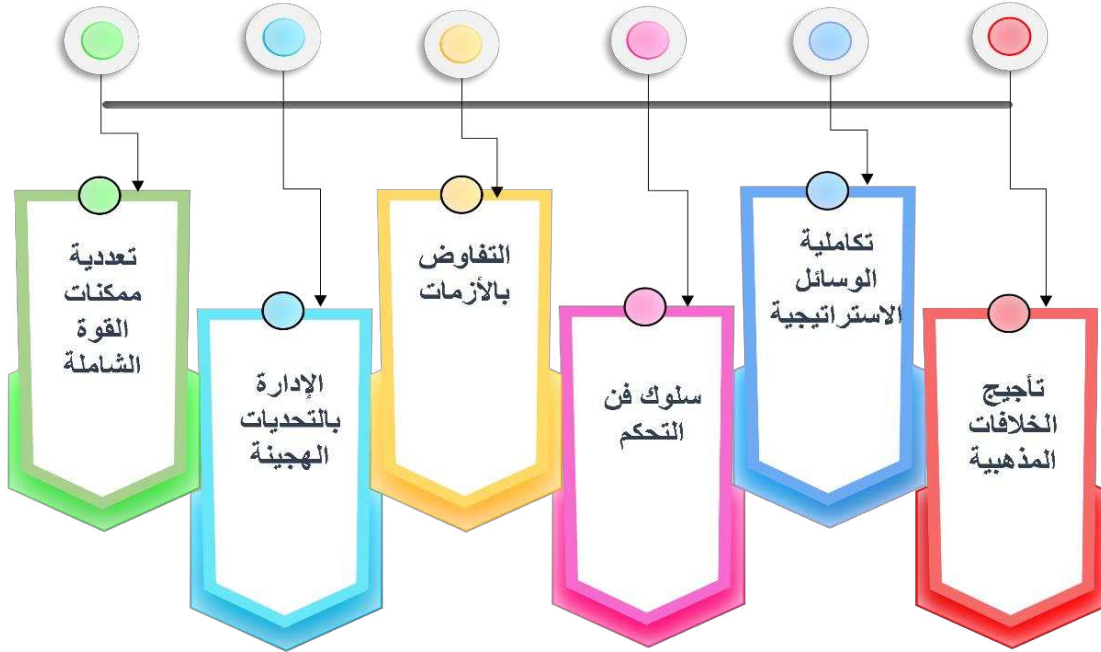 تأجيج
الخلافات
المذهبية
تكاملية
الوسائل
الاستراتيجية
سلوك فن
التحكم
التفاوض
بالأزمات
الإدارة
بالتحديات
الهجينة
تعددية
ممكنات
القوة
الشاملة